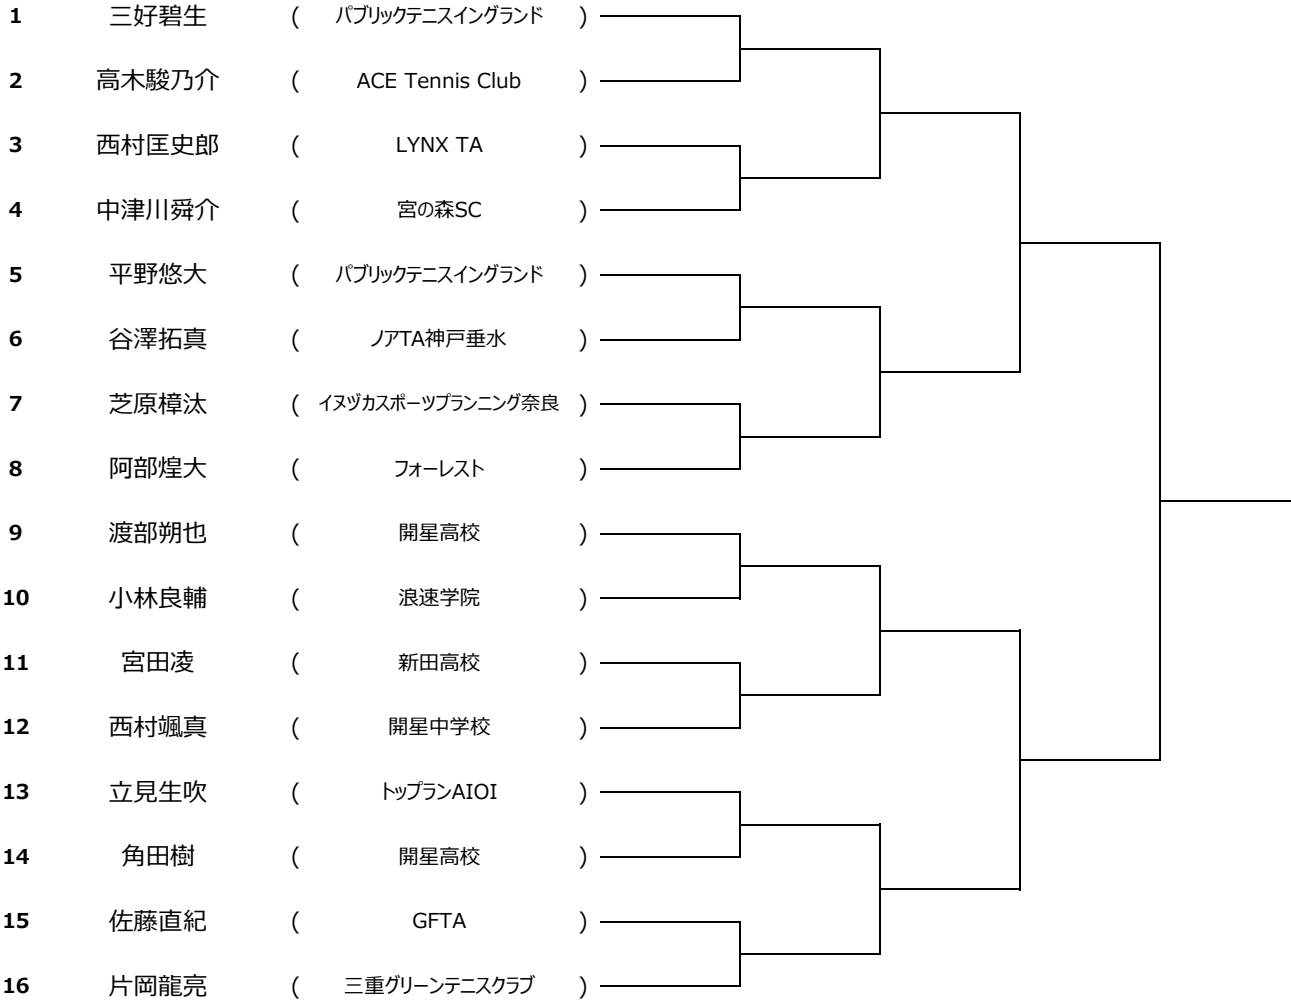 1 三好碧生 ( パブリックテニスイングランド )
2 高木駿乃介 ( ACE Tennis Club )
3 西村匡史郎 ( LYNX TA )
4 中津川舜介 ( 宮の森SC )
5 平野悠大 ( パブリックテニスイングランド )
6 谷澤拓真 ( ノアTA神戸垂水 )
7 芝原樟汰 ( イヌヅカスポーツプランニング奈良 )
8 阿部煌大 ( フォーレスト )
9 渡部朔也 ( 開星高校 )
10 小林良輔 ( 浪速学院 )
11 宮田凌 ( 新田高校 )
12 西村颯真 ( 開星中学校 )
13 立見生吹 ( トップランAIOI )
14 角田樹 ( 開星高校 )
15 佐藤直紀 ( GFTA )
16 片岡龍亮 ( 三重グリーンテニスクラブ )